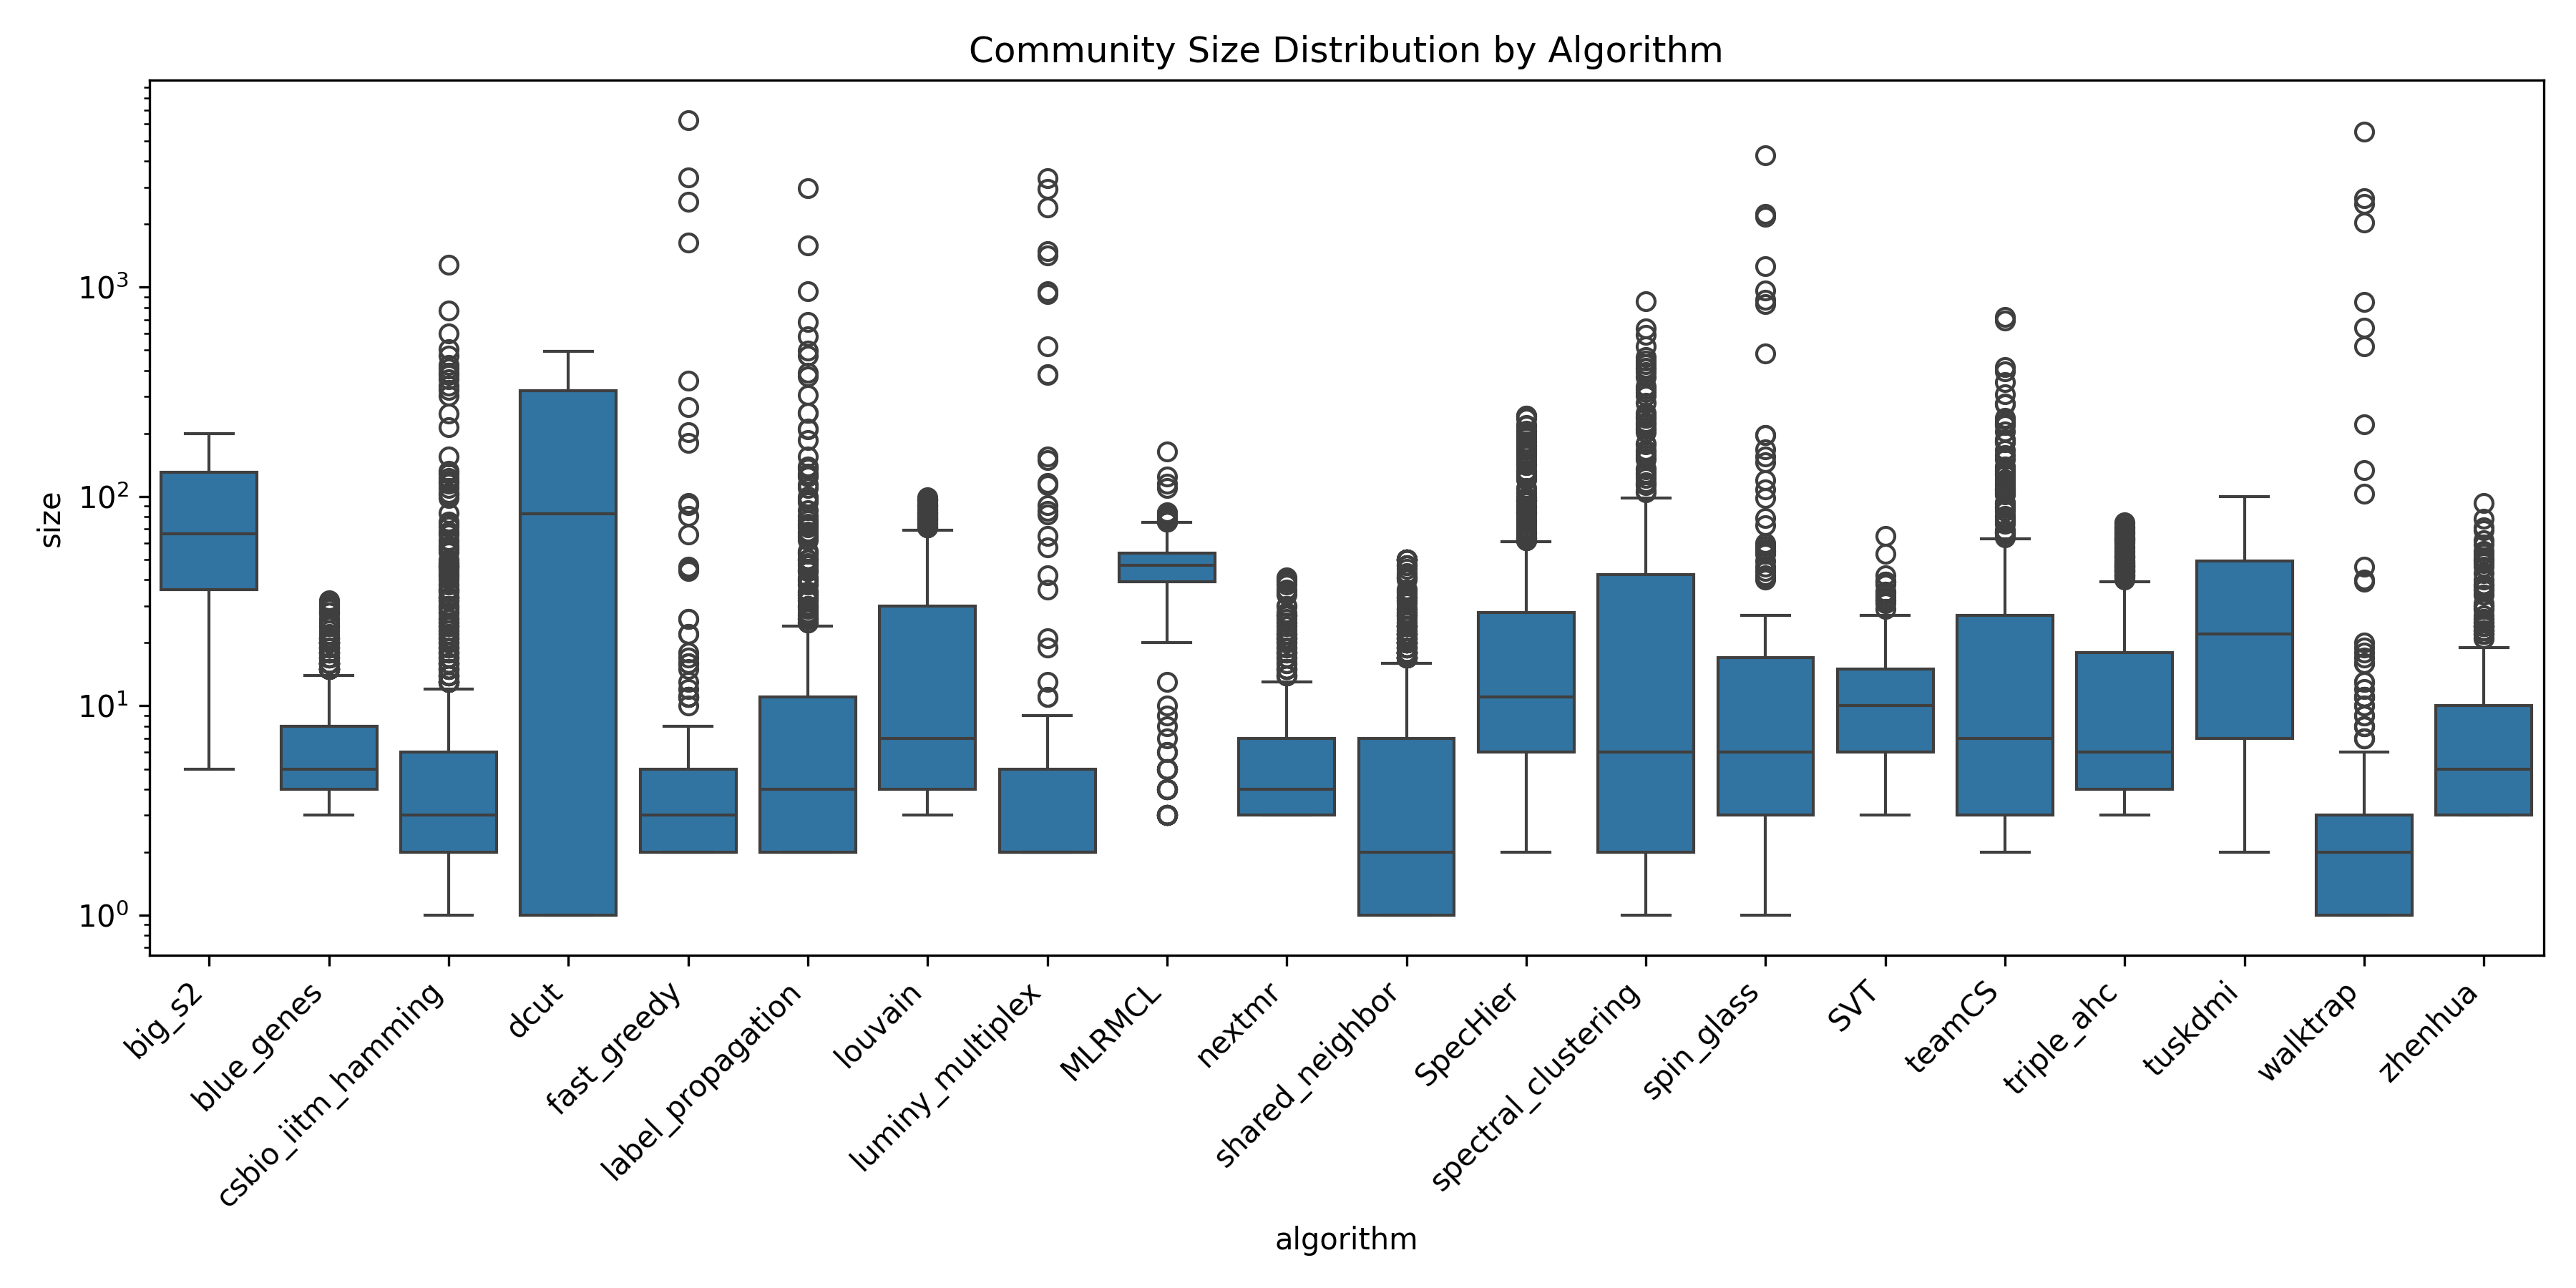 Community Size Distribution by Algorithm
size
10³
10²
10¹
10⁰
big_s2
blue_genes
csbio_iitm_hamming
dcut
fast_greedy
label_propagation
louvain
luminy_multiplex
MLRMCL
nextmr
shared_neighbor
SpecHier
spectral_clustering
spin_glass
SVT
teamCS
triple_ahc
tuskdmi
walktrap
zhenhua
algorithm